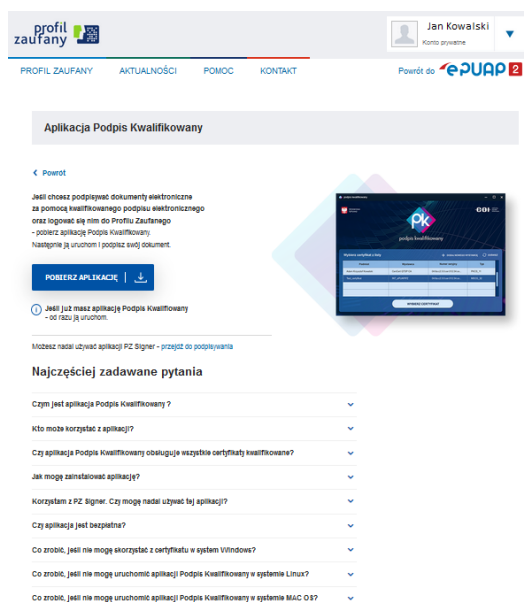 profil
zaufany
Jan Kowalski
Konto prywatne
PROFIL ZAUFANY AKTUALNOŚCI POMOC KONTAKT
Powrót do ePUAP 2
Aplikacja Podpis Kwalifikowany
Powrót
Jeśli chcesz podpisywać dokumenty elektroniczne
za pomocą kwalifikowanego podpisu elektronicznego
oraz logować się nim do Profilu Zaufanego
- pobierz aplikację Podpis Kwalifikowany.
Następnie ją uruchom i podpisz swój dokument.
POBIERZ APLIKACJĘ
Jeśli już masz aplikację Podpis Kwalifikowany
- od razu ją uruchom.
Możesz nadal używać aplikacji PZ Signer - przejdź do podpisywania
pk
podpis kwalifikowany
COI
Wybierz certyfikat z listy
WYBIERZ CERTYFIKAT
Najczęściej zadawane pytania
Czym jest aplikacja Podpis Kwalifikowany ?
Kto może korzystać z aplikacji?
Czy aplikacja Podpis Kwalifikowany obsługuje wszystkie certyfikaty kwalifikowane?
Jak mogę zainstalować aplikację?
Korzystam z PZ Signer. Czy mogę nadal używać tej aplikacji?
Czy aplikacja jest bezpłatna?
Co zrobić, jeśli nie mogę skorzystać z certyfikatu w system Windows?
Co zrobić, jeśli nie mogę uruchomić aplikacji Podpis Kwalifikowany w systemie Linux?
Co zrobić, jeśli nie mogę uruchomić aplikacji Podpis Kwalifikowany w systemie MAC OS?